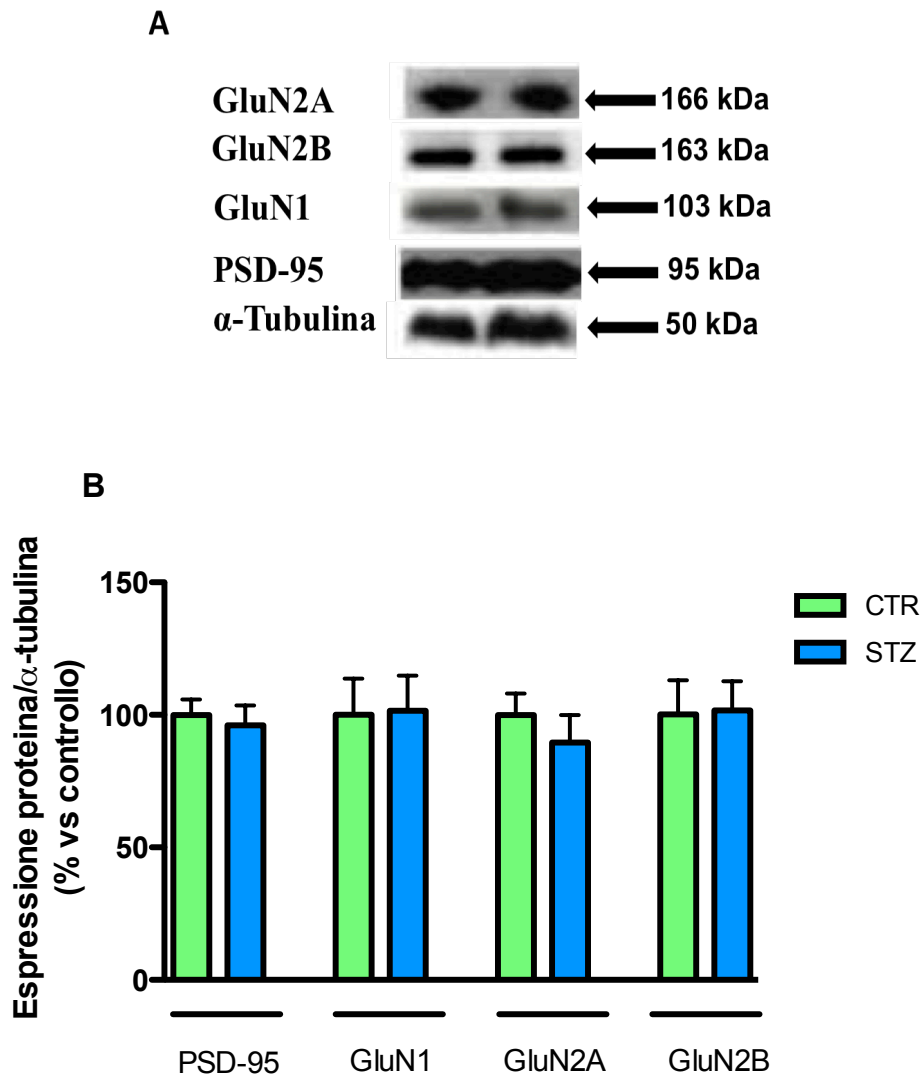 A
GluN2A 166 kDa
GluN2B 163 kDa
GluN1 103 kDa
PSD-95 95 kDa
α-Tubulina 50 kDa
B
Espressione proteina/α-tubulina
(% vs controllo)
150
100
50
0
CTR
STZ
PSD-95 GluN1 GluN2A GluN2B